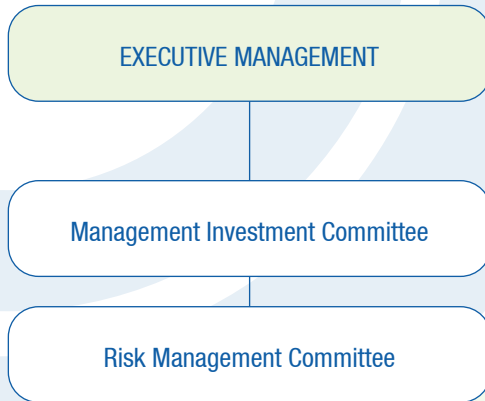 EXECUTIVE MANAGEMENT
Management Investment Committee
Risk Management Committee